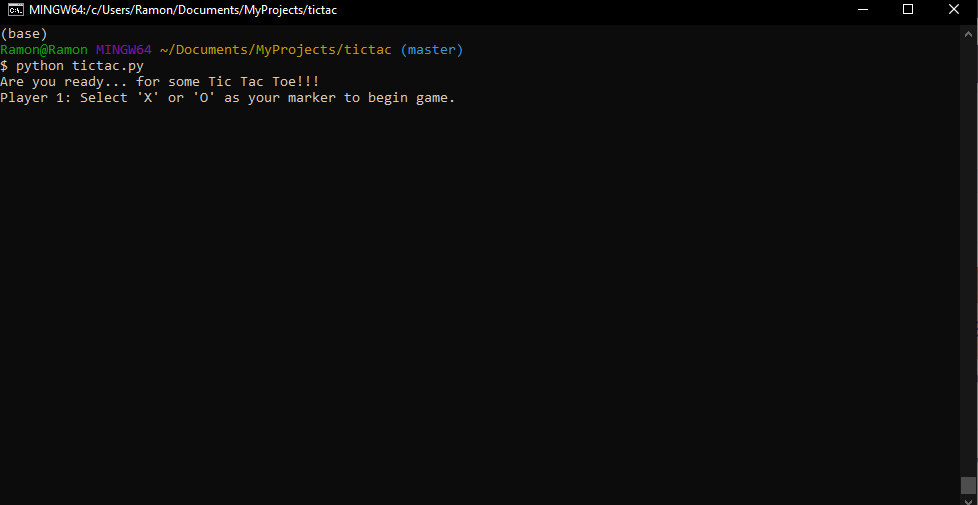 MINGW64:/c/Users/Ramon/Documents/MyProjects/tictac
(base)
Ramon@Ramon MINGW64 ~/Documents/MyProjects/tictac (master)
$ python tictac.py
Are you ready... for some Tic Tac Toe!!!
Player 1: Select 'X' or 'O' as your marker to begin game.